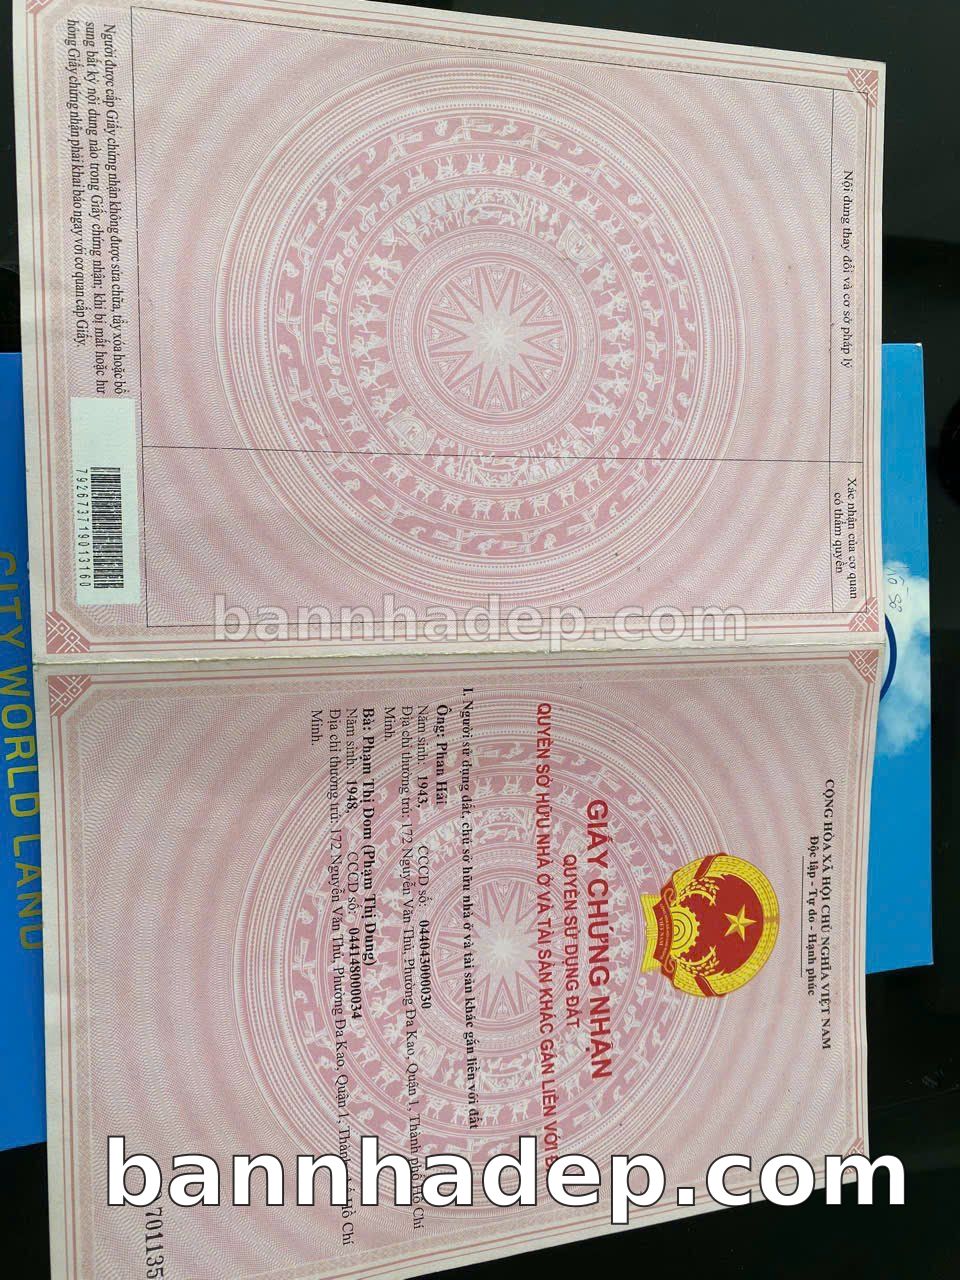 Nội dung thay đổi và cơ sở pháp lý
Xác nhận của cơ quan
có thẩm quyền
Người được cấp Giấy chứng nhận không được sửa chữa, tẩy xóa hoặc bổ
sung bất kỳ nội dung nào trong Giấy chứng nhận; khi bị mất hoặc hư
hỏng Giấy chứng nhận phải khai báo ngay với cơ quan cấp Giấy.
792673719013160
bannhadep.com
CỘNG HÒA XÃ HỘI CHỦ NGHĨA VIỆT NAM
Độc lập - Tự do - Hạnh phúc
VIỆT NAM
GIẤY CHỨNG NHẬN
QUYỀN SỬ DỤNG ĐẤT
QUYỀN SỞ HỮU NHÀ Ở VÀ TÀI SẢN KHÁC GẮN LIỀN VỚI Đ
I. Người sử dụng đất, chủ sở hữu nhà ở và tài sản khác gắn liền với đất
Ông: Phan Hải
Năm sinh: 1943, CCCD số: 044043000030
Địa chỉ thường trú: 172 Nguyễn Văn Thủ, Phường Đa Kao, Quận 1, Thành phố Hồ Chí
Minh.
Bà: Phạm Thị Dom (Phạm Thị Dung)
Năm sinh: 1948, CCCD số: 044148000034
Địa chỉ thường trú: 172 Nguyễn Văn Thủ, Phường Đa Kao, Quận 1, Thành phố Hồ Chí
Minh.
701135
bannhadep.com
CITY WORLD LAND